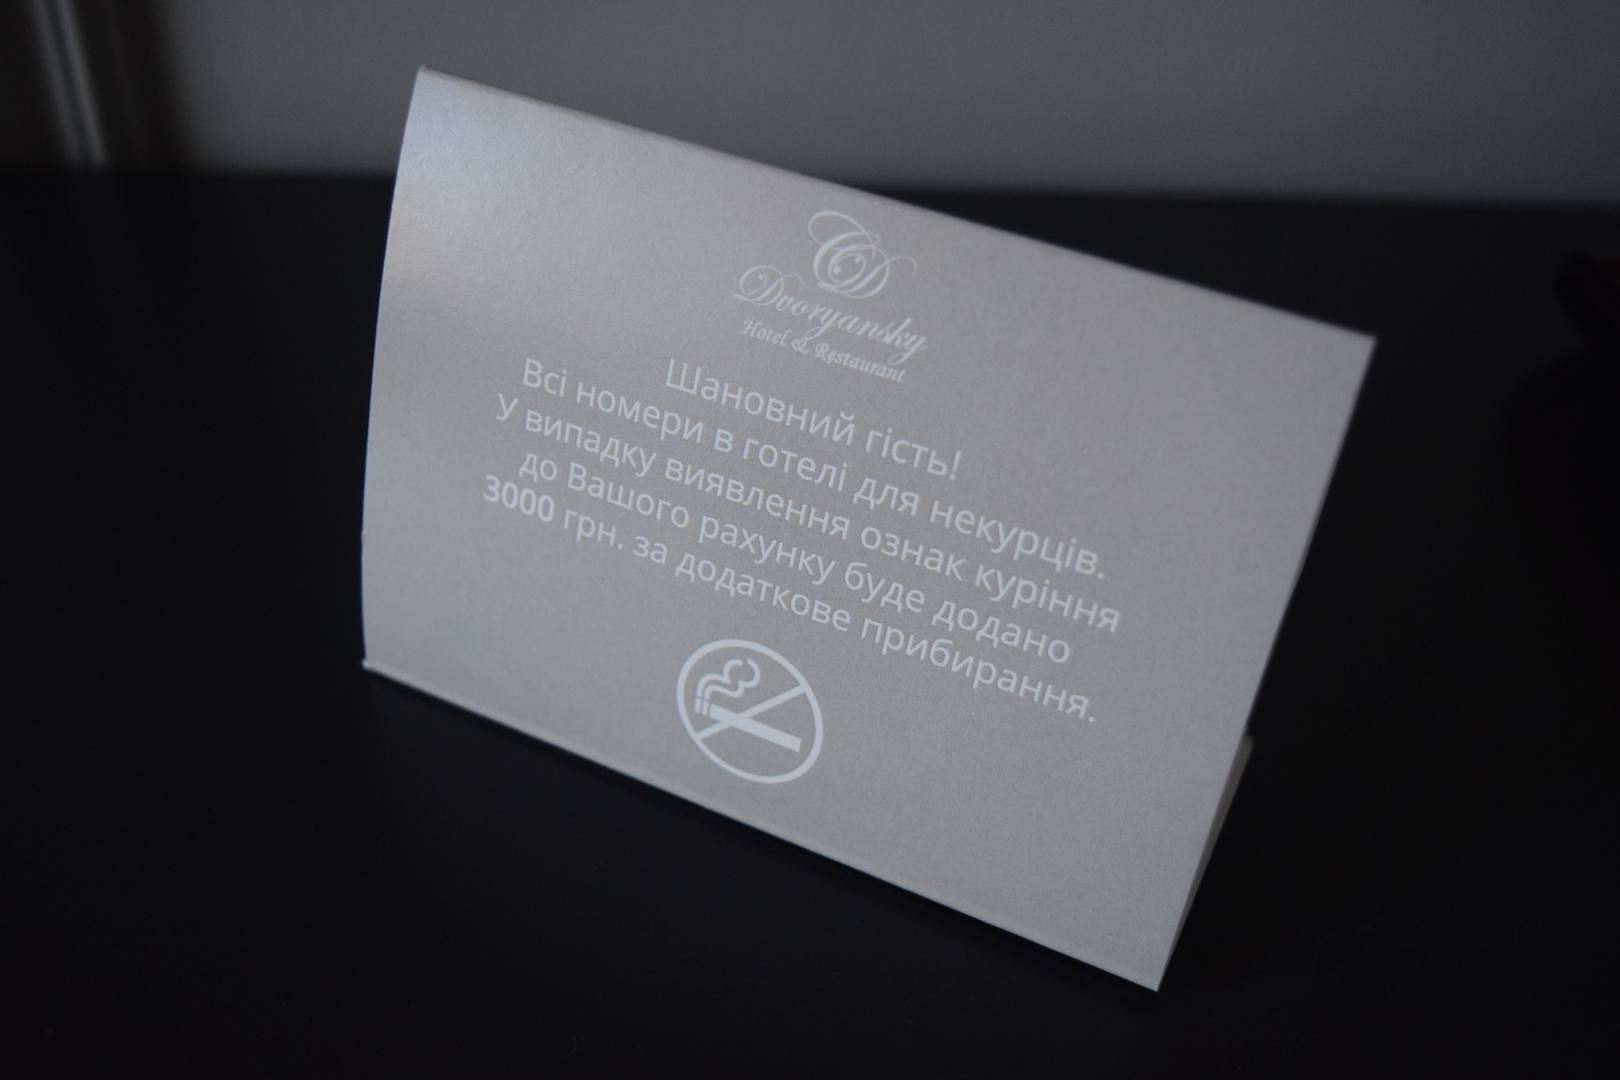 CD
Dvoryansky
Hotel & Restaurant
Шановний гість!
Всі номери в готелі для некурців.
У випадку виявлення ознак куріння
до Вашого рахунку буде додано
3000 грн. за додаткове прибирання.